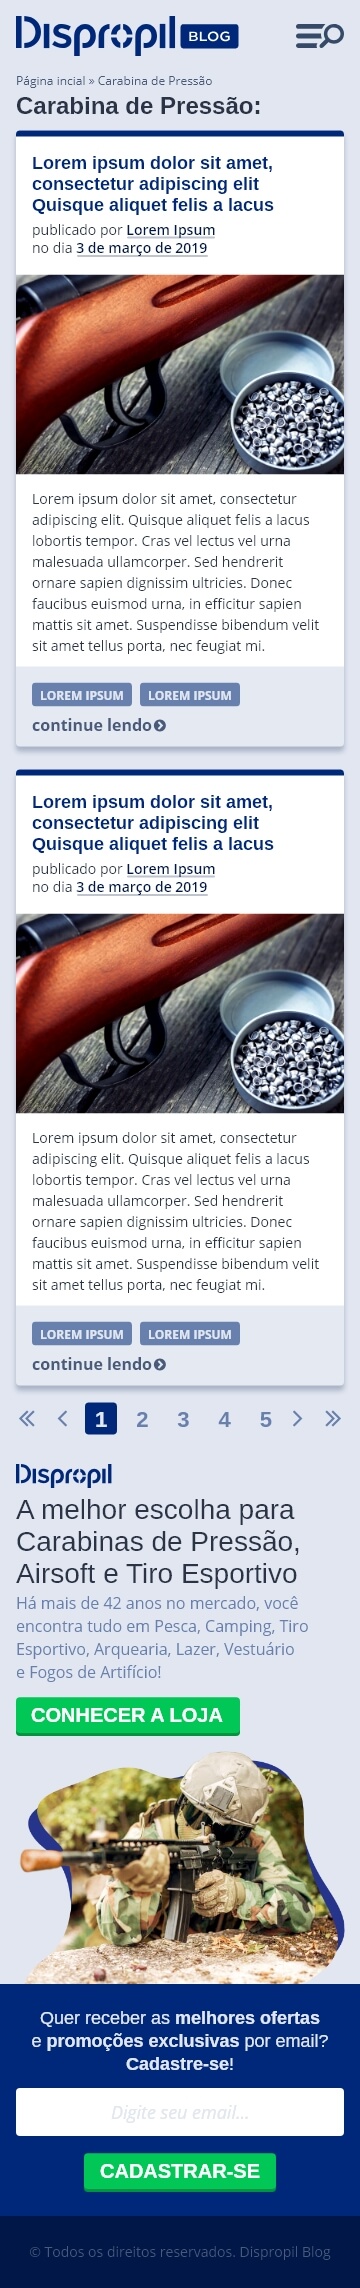 Dispropil BLOG
Página incial » Carabina de Pressão
Carabina de Pressão:
Lorem ipsum dolor sit amet,
consectetur adipiscing elit
Quisque aliquet felis a lacus
publicado por Lorem Ipsum
no dia 3 de março de 2019
Lorem ipsum dolor sit amet, consectetur
adipiscing elit. Quisque aliquet felis a lacus
lobortis tempor. Cras vel lectus vel urna
malesuada ullamcorper. Sed hendrerit
ornare sapien dignissim ultricies. Donec
faucibus euismod urna, in efficitur sapien
mattis sit amet. Suspendisse bibendum velit
sit amet tellus porta, nec feugiat mi.
LOREM IPSUM LOREM IPSUM
continue lendo
Lorem ipsum dolor sit amet,
consectetur adipiscing elit
Quisque aliquet felis a lacus
publicado por Lorem Ipsum
no dia 3 de março de 2019
Lorem ipsum dolor sit amet, consectetur
adipiscing elit. Quisque aliquet felis a lacus
lobortis tempor. Cras vel lectus vel urna
malesuada ullamcorper. Sed hendrerit
ornare sapien dignissim ultricies. Donec
faucibus euismod urna, in efficitur sapien
mattis sit amet. Suspendisse bibendum velit
sit amet tellus porta, nec feugiat mi.
LOREM IPSUM LOREM IPSUM
continue lendo
1 2 3 4 5
Dispropil
A melhor escolha para
Carabinas de Pressão,
Airsoft e Tiro Esportivo
Há mais de 42 anos no mercado, você
encontra tudo em Pesca, Camping, Tiro
Esportivo, Arquearia, Lazer, Vestuário
e Fogos de Artifício!
CONHECER A LOJA
Quer receber as melhores ofertas
e promoções exclusivas por email?
Cadastre-se!
Digite seu email...
CADASTRAR-SE
© Todos os direitos reservados. Dispropil Blog